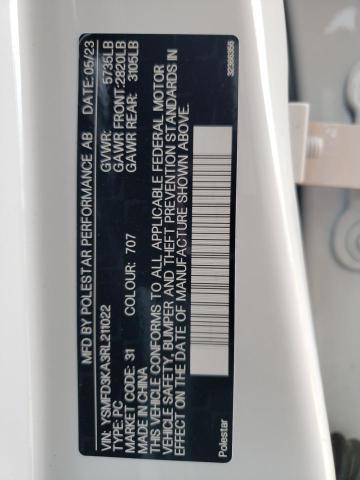 MFD BY POLESTAR PERFORMANCE AB DATE: 05/23
GVWR: 5735LB
GAWR FRONT: 2820LB
GAWR REAR: 3105LB
VIN: YSMFD3KA3RL211022
TYPE: PC
MARKET CODE: 31 COLOUR: 707
MADE IN CHINA
THIS VEHICLE CONFORMS TO ALL APPLICABLE FEDERAL MOTOR
VEHICLE SAFETY, BUMPER AND THEFT PREVENTION STANDARDS IN
EFFECT ON THE DATE OF MANUFACTURE SHOWN ABOVE.
Polestar
32366356